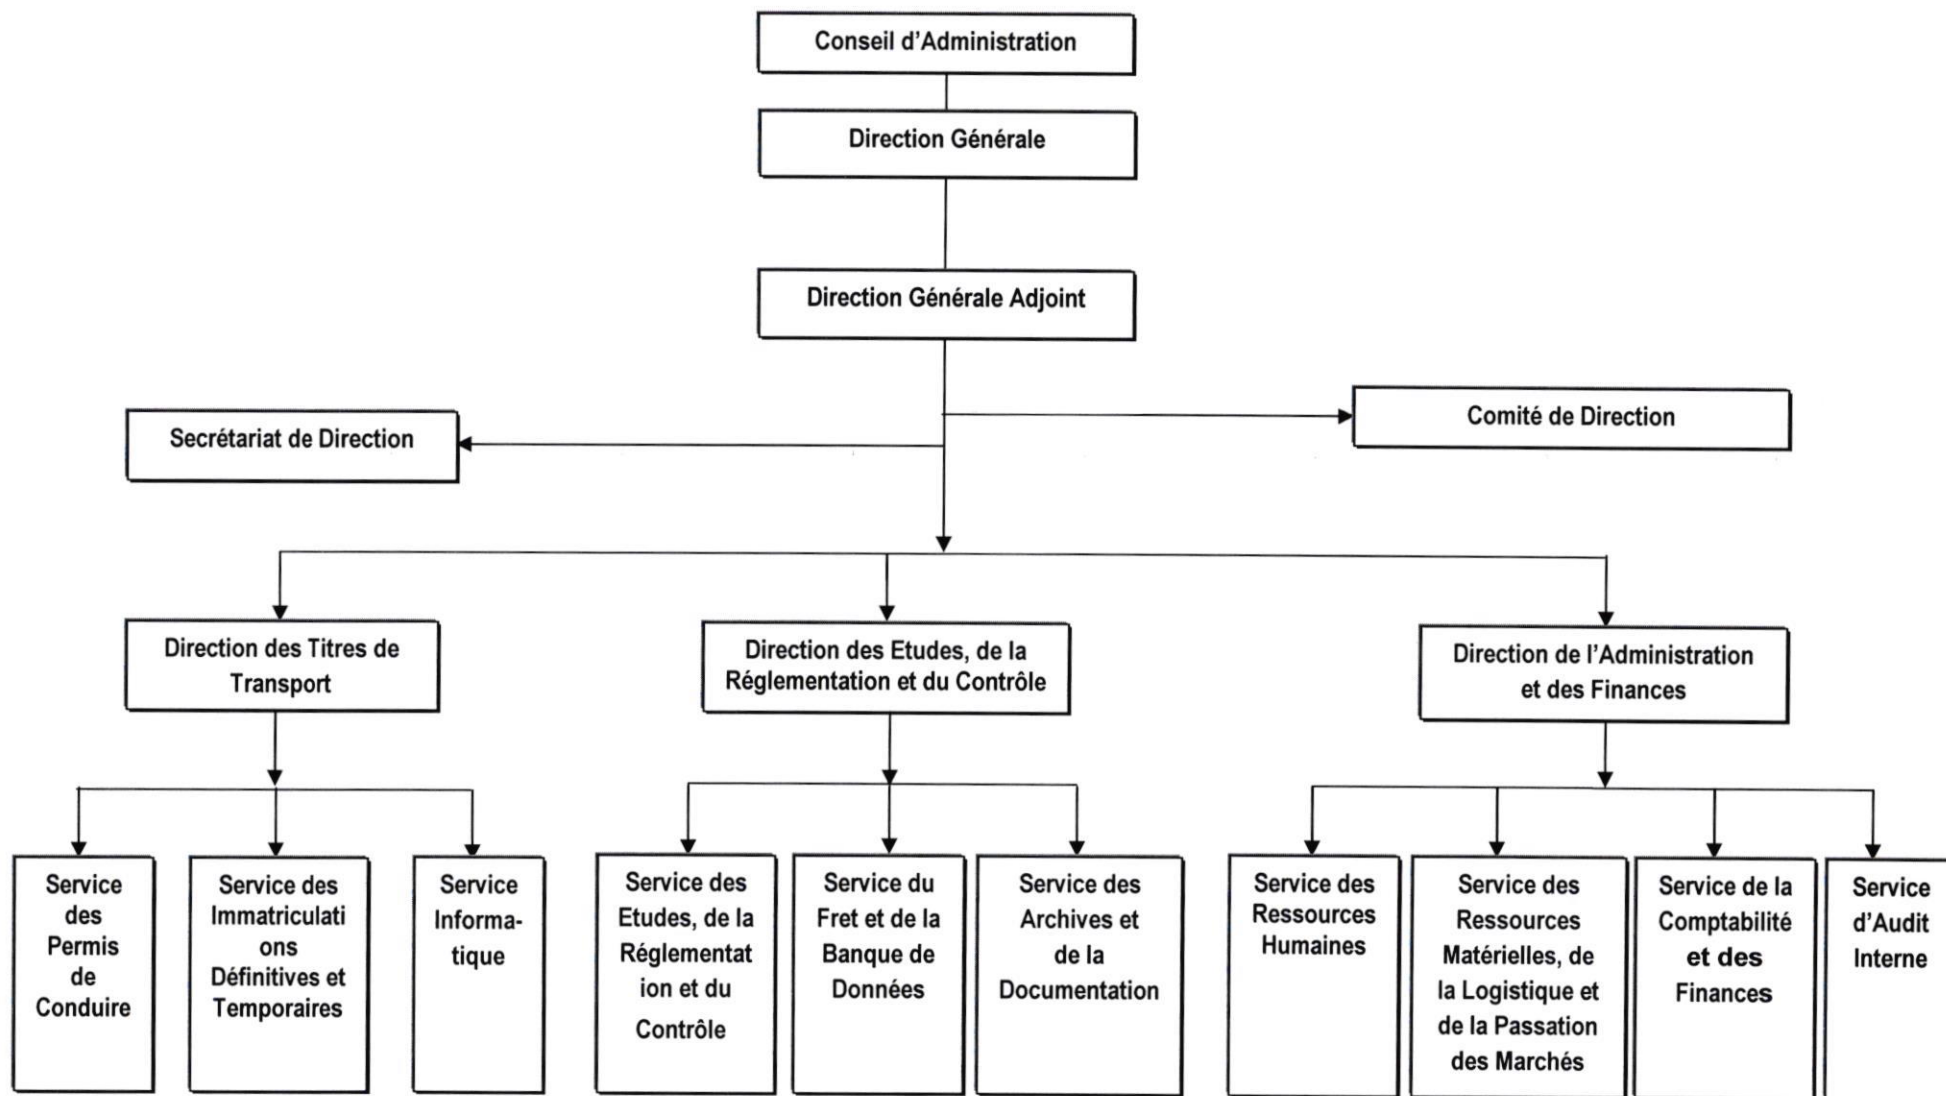 Conseil d'Administration
Direction Générale
Direction Générale Adjoint
Comité de Direction
Secrétariat de Direction
Direction des Titres de
Transport
Direction des Etudes, de la
Réglementation et du Contrôle
Direction de l'Administration
et des Finances
Service
des
Permis
de
Conduire
Service des
Immatriculati
ons
Définitives et
Temporaires
Service
Informa-
tique
Service des
Etudes, de la
Réglementat
ion et du
Contrôle
Service du
Fret et de la
Banque de
Données
Service des
Archives et
de la
Documentation
Service des
Ressources
Humaines
Service des
Ressources
Matérielles, de
la Logistique et
de la Passation
des Marchés
Service de la
Comptabilité
et des
Finances
Service
d'Audit
Interne